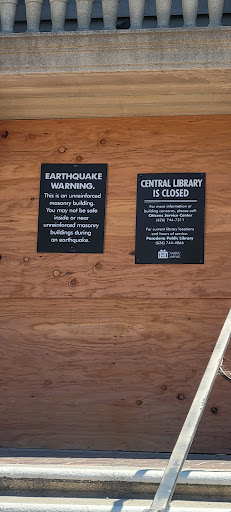 EARTHQUAKE
WARNING.
This is an unreinforced
masonry building.
You may not be safe
inside or near
unreinforced masonry
buildings during
an earthquake.
CENTRAL LIBRARY
IS CLOSED
For more information or
building concerns, please call:
Citizens Service Center
(626) 744-7311
For current library locations
and hours of service:
Pasadena Public Library
(626) 744-4066